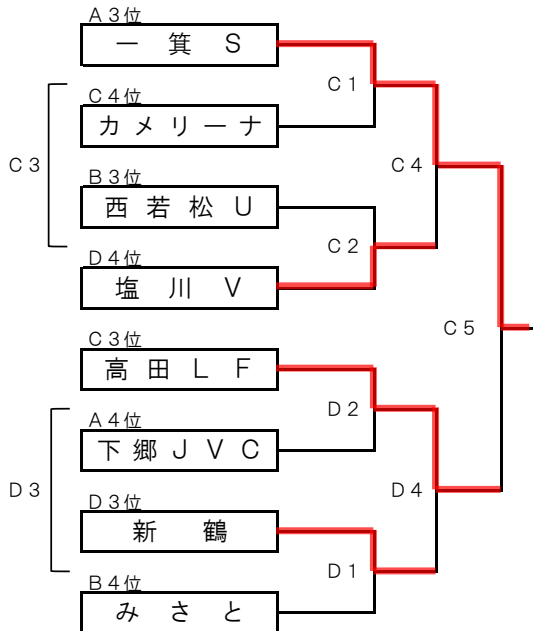 A3位
一箕S
C1
C4位
カメリーナ
C3
C4
B3位
西若松U
C2
D4位
塩川V
C5
C3位
高田LF
D2
A4位
下郷JVC
D3
D4
D3位
新鶴
D1
B4位
みさと